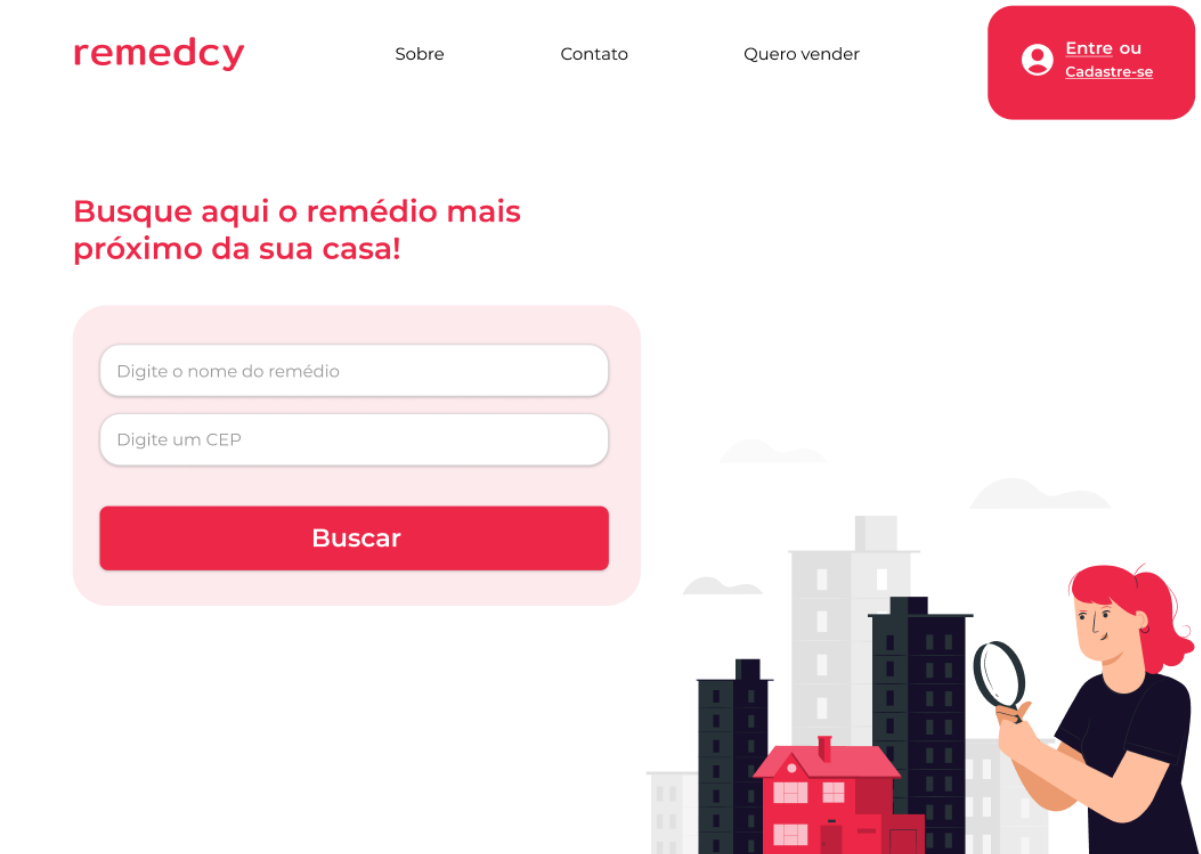 remedcy
Sobre
Contato
Quero vender
Entre ou
Cadastre-se
Busque aqui o remédio mais
próximo da sua casa!
Digite o nome do remédio
Digite um CEP
Buscar